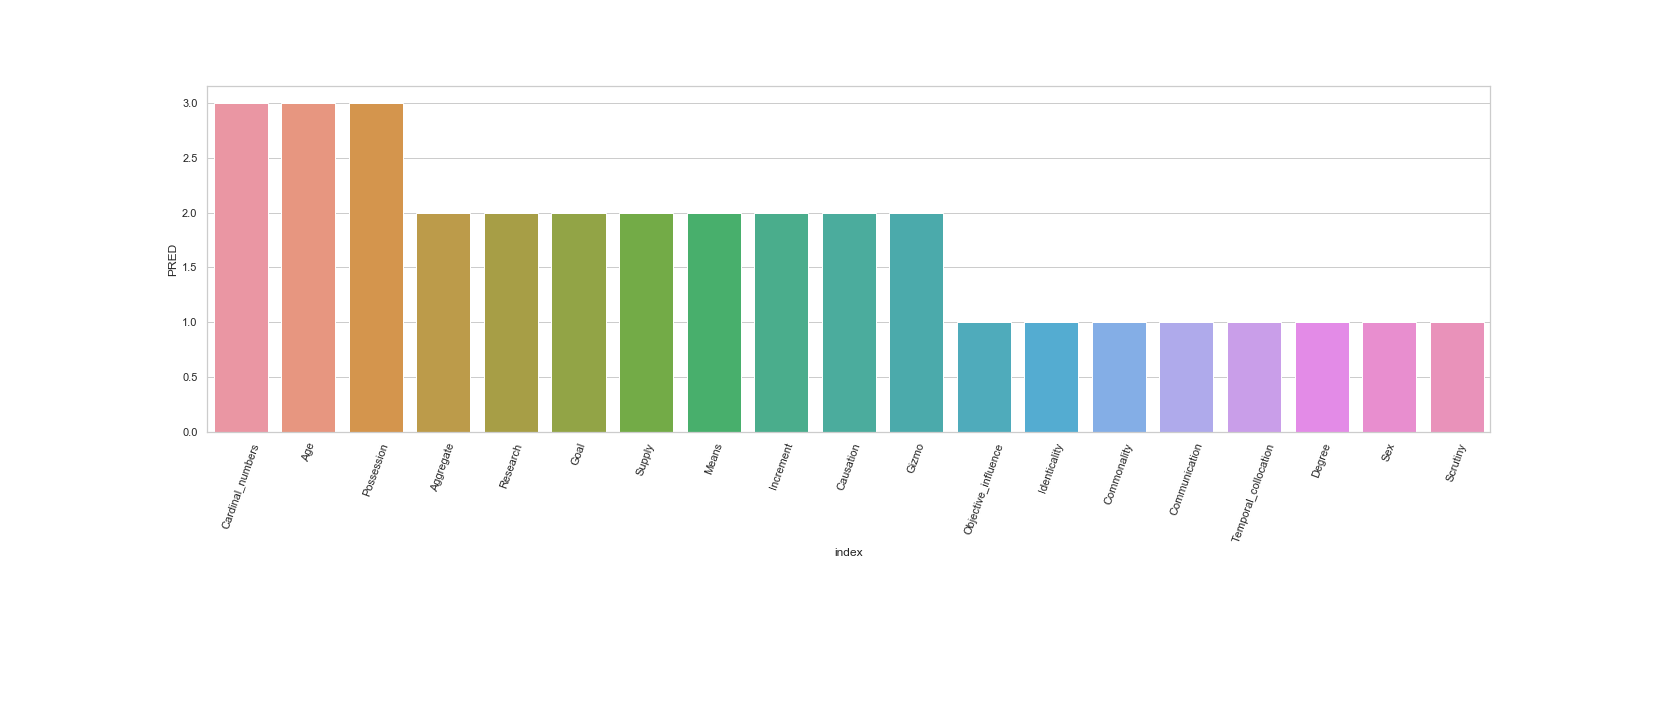 3.0
2.5
2.0
1.5
1.0
0.5
0.0
PRED
Cardinal_numbers
Age
Possession
Aggregate
Research
Goal
Supply
Means
Increment
Causation
Gizmo
Objective_influence
Identicality
Commonality
Communication
Temporal_collocation
Degree
Sex
Scrutiny
index